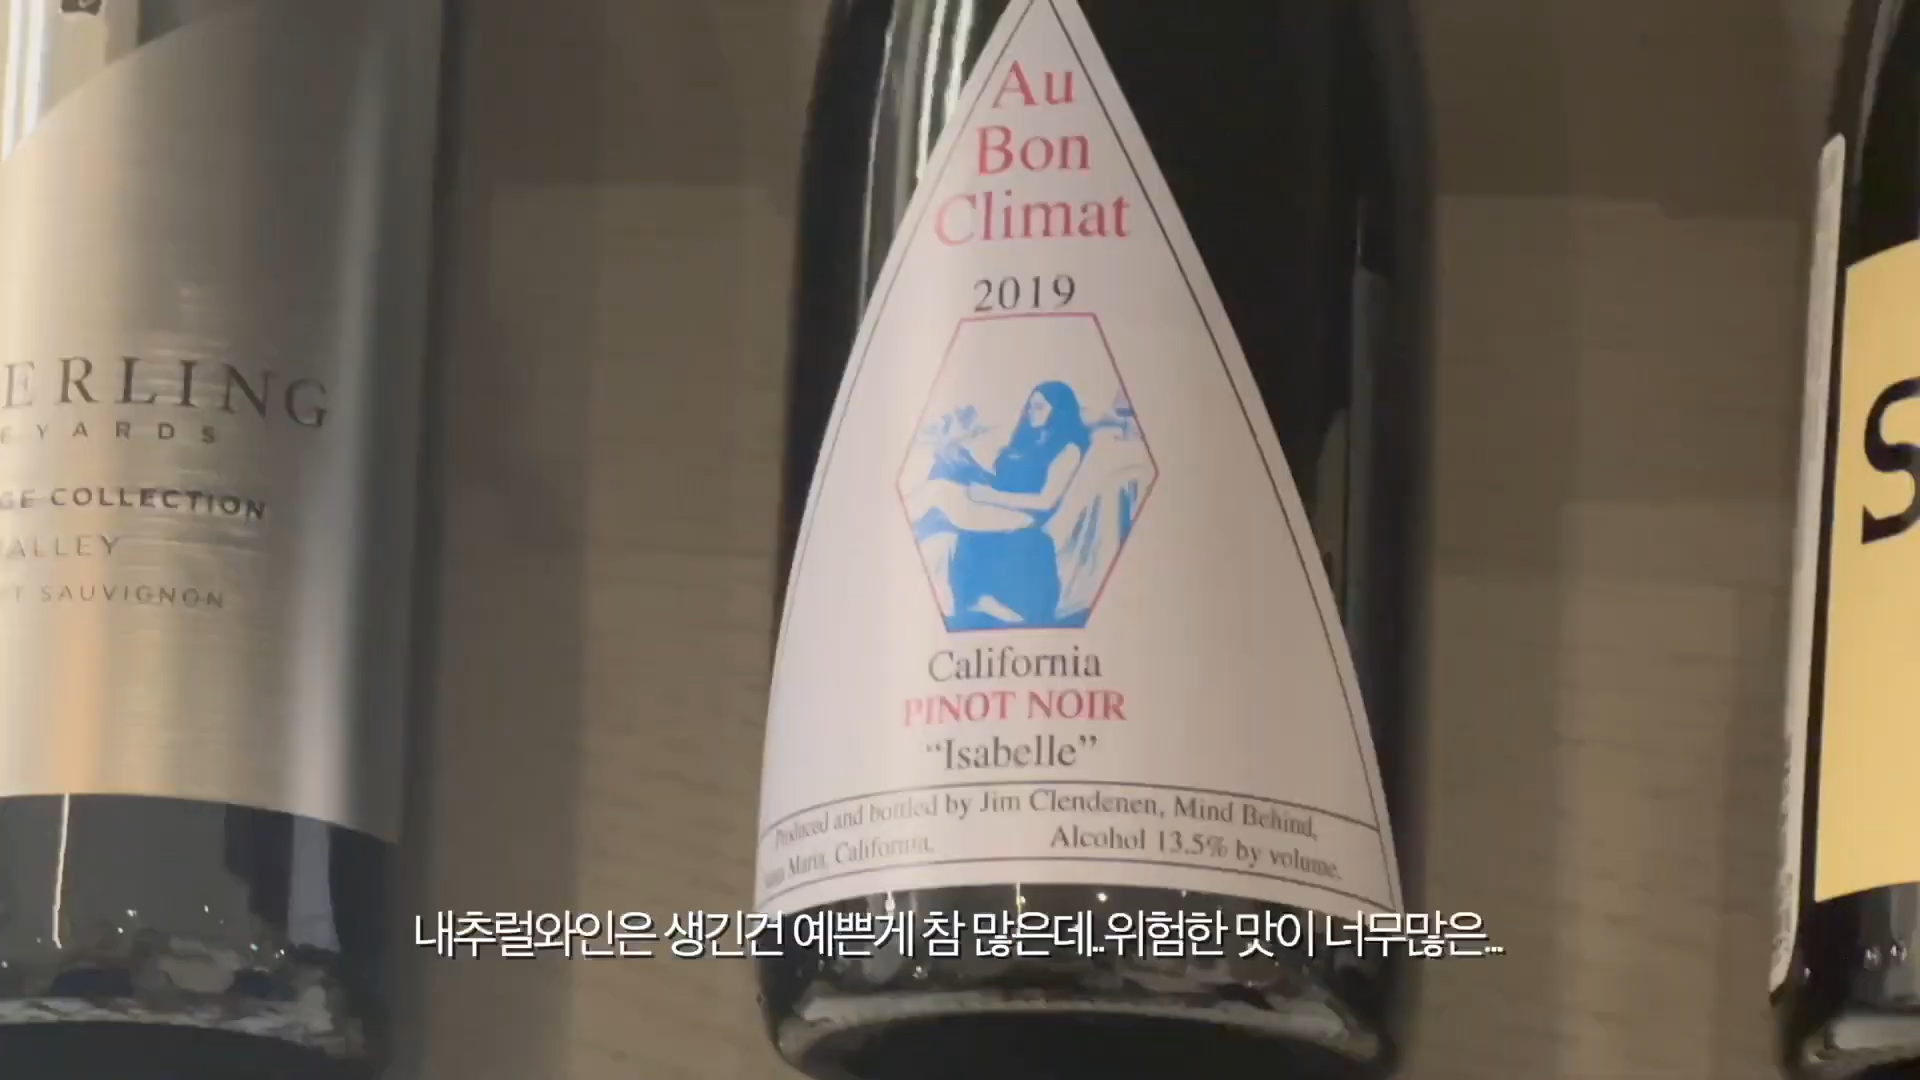 ERLING
EYARDS
GE COLLECTION
ALLEY
T SAUVIGNON
Au
Bon
Climat
2019
California
PINOT NOIR
“Isabelle”
Produced and bottled by Jim Clendenen, Mind Behind,
Maria, California. Alcohol 13.5% by volume.
S
내추럴와인은 생긴건 예쁜게 참 많은데..위험한 맛이 너무많은...